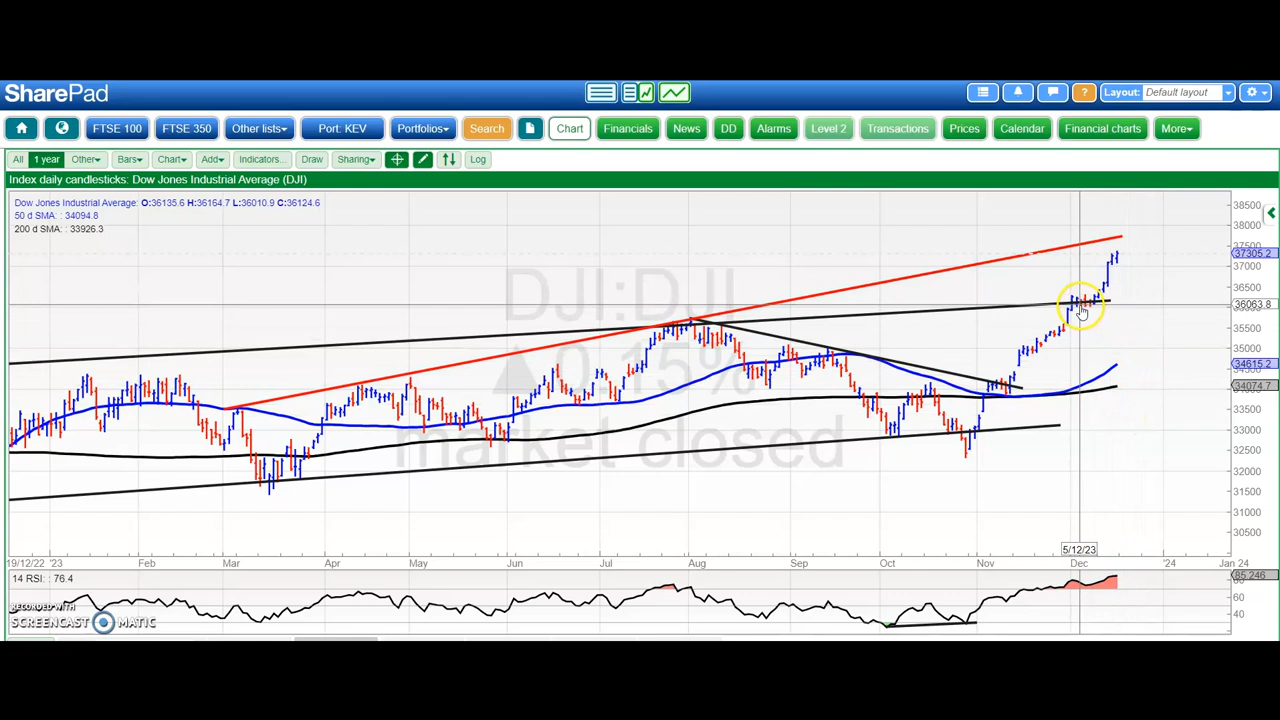 SharePad
Layout: Default layout
FTSE 100 FTSE 350 Other lists Port: KEV Portfolios Search Chart Financials News DD Alarms Level 2 Transactions Prices Calendar Financial charts More
All 1 year Other Bars Chart Add Indicators... Draw Sharing Log
Index daily candlesticks: Dow Jones Industrial Average (DJI)
Dow Jones Industrial Average: O:36135.6 H:36164.7 L:36010.9 C:36124.6
50 d SMA: : 34094.8
200 d SMA: : 33926.3
DJI:DJI
▲0.15%
market closed
38500
38000
37500
37305.2
37000
36500
36063.8
35500
35000
34615.2
34500
34074.7
33500
33000
32500
32000
31500
31000
30500
5/12/23
19/12/22 '23 Feb Mar Apr May Jun Jul Aug Sep Oct Nov Dec '24 Jan 24
14 RSI: : 76.4
85.246
80
60
40
RECORDED WITH
SCREENCAST MATIC